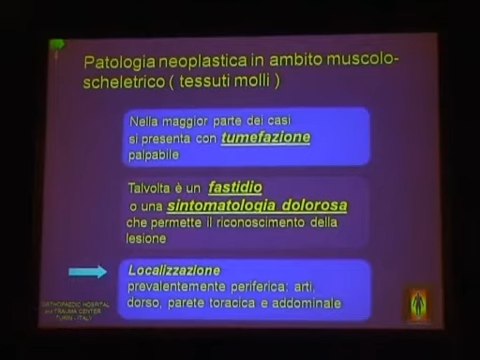 Patologia neoplastica in ambito muscolo-
scheletrico ( tessuti molli )
Nella maggior parte dei casi
si presenta con tumefazione
palpabile
Talvolta è un fastidio
o una sintomatologia dolorosa
che permette il riconoscimento della
lesione
Localizzazione
prevalentemente periferica: arti,
dorso, parete toracica e addominale
ORTHOPAEDIC HOSPITAL
and TRAUMA CENTER
TURIN - ITALY